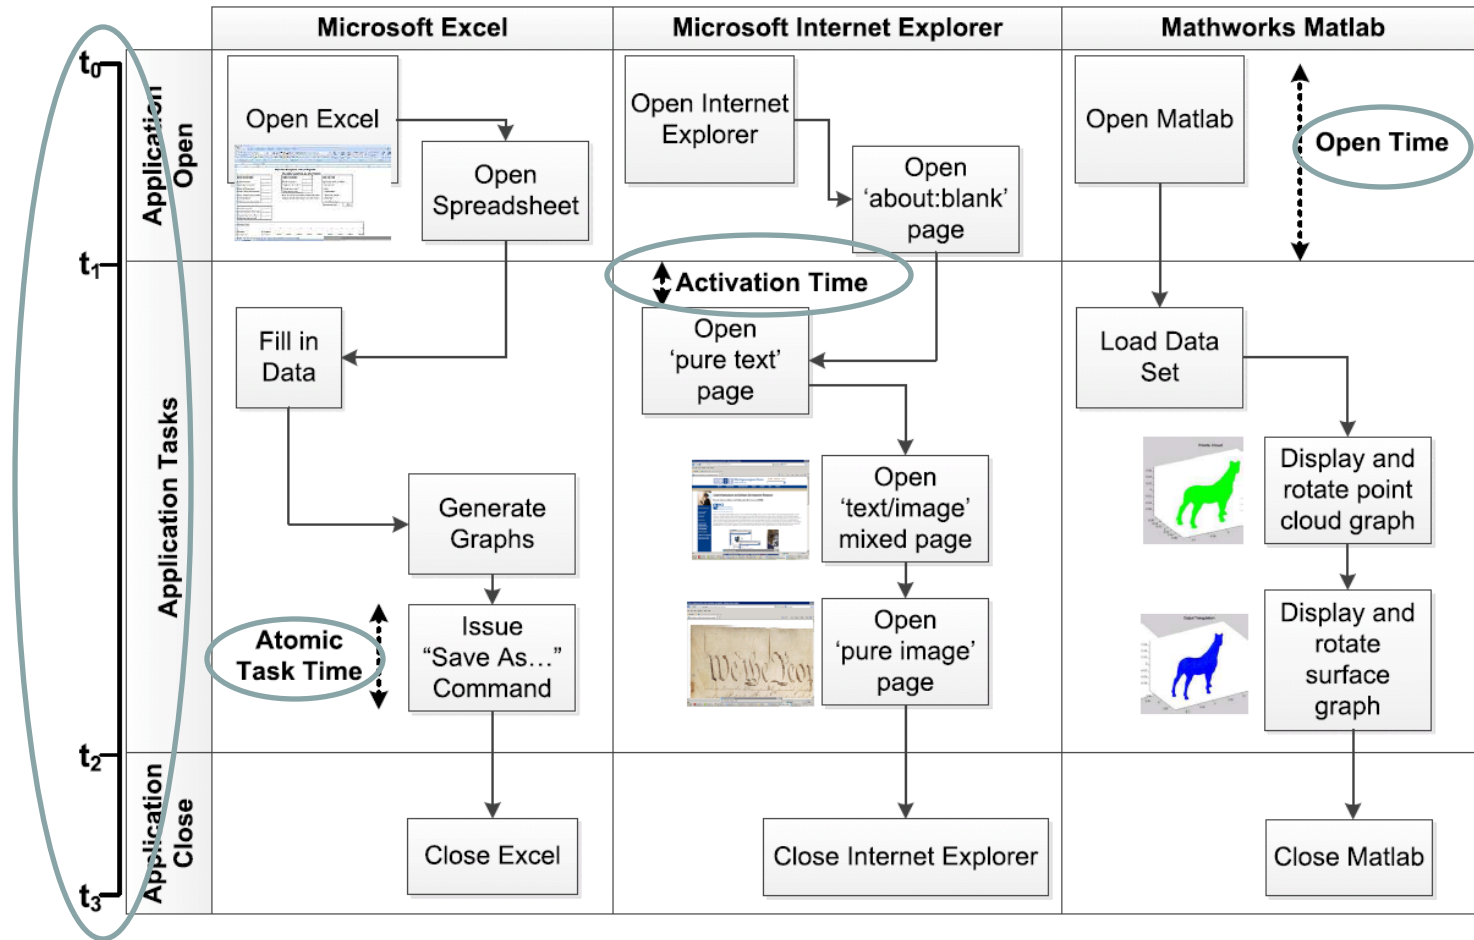 Microsoft Excel
Microsoft Internet Explorer
Mathworks Matlab
t0
t1
t2
t3
Application
Open
Open Excel
Open
Spreadsheet
Open Internet
Explorer
Open
‘about:blank’
page
Open Matlab
Open Time
Application Tasks
Fill in
Data
Generate
Graphs
Atomic
Task Time
Issue
“Save As…”
Command
Activation Time
Open
‘pure text’
page
Open
‘text/image’
mixed page
We the Peop
Open
‘pure image’
page
Load Data
Set
Display and
rotate point
cloud graph
Display and
rotate
surface
graph
Application
Close
Close Excel
Close Internet Explorer
Close Matlab